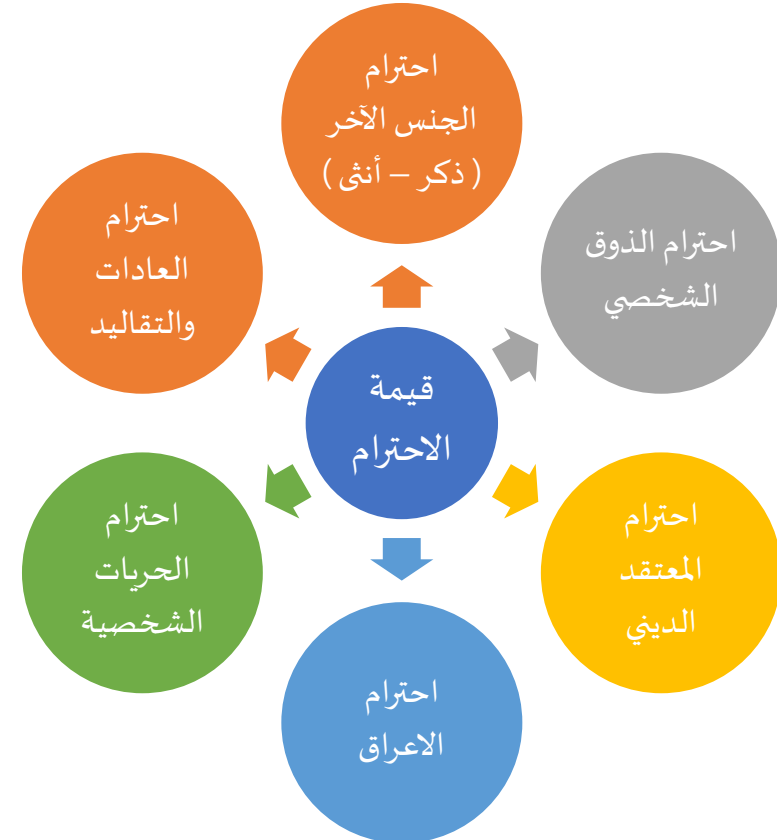 احترام
الجنس الآخر
( ذكر – أنثى )
احترام الذوق
الشخصي
احترام
المعتقد
الديني
احترام
الاعراق
احترام
الحريات
الشخصية
احترام
العادات
والتقاليد
قيمة
الاحترام